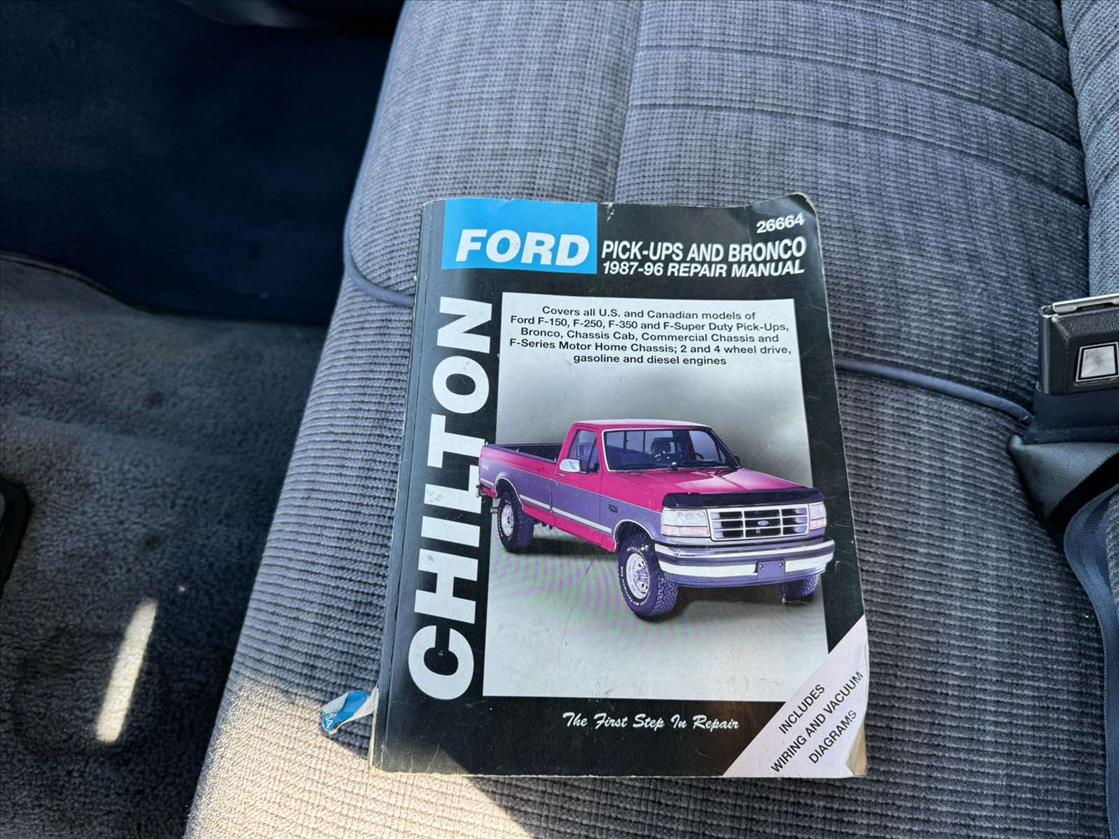 26664
FORD
PICK-UPS AND BRONCO
1987-96 REPAIR MANUAL
CHILTON
Covers all U.S. and Canadian models of
Ford F-150, F-250, F-350 and F-Super Duty Pick-Ups,
Bronco, Chassis Cab, Commercial Chassis and
F-Series Motor Home Chassis; 2 and 4 wheel drive,
gasoline and diesel engines
The First Step In Repair
INCLUDES
WIRING AND VACUUM
DIAGRAMS